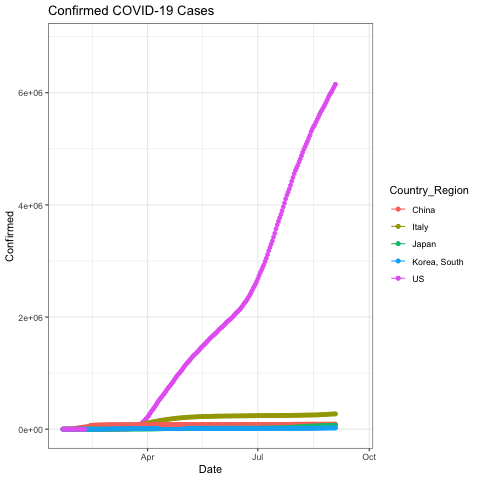 Confirmed COVID-19 Cases
Confirmed
6e+06
4e+06
2e+06
0e+00
Apr
Jul
Oct
Date
Country_Region
China
Italy
Japan
Korea, South
US